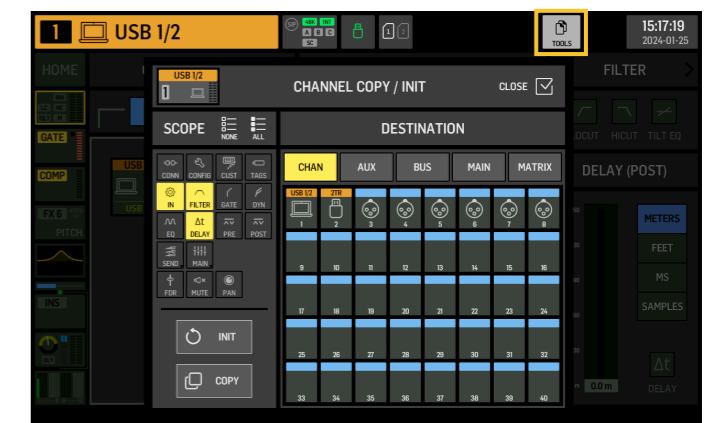 1 USB 1/2
SIP 48K INT
A B C
SC
1 2
TOOLS
15:17:19
2024-01-25
HOME
FILTER
USB 1/2
1
CHANNEL COPY / INIT
CLOSE
SCOPE
NONE ALL
DESTINATION
LOCUT HICUT TILT EQ
GATE
COMP
FX 6
PITCH
INS
USB
USB
CONN CONFIG CUST TAGS
IN FILTER GATE DYN
EQ Δt DELAY PRE POST
SEND MAIN
FDR MUTE PAN
INIT
COPY
CHAN AUX BUS MAIN MATRIX
USB 1/2 2TR
1 2 3 4 5 6 7 8
9 10 11 12 13 14 15 16
17 18 19 20 21 22 23 24
25 26 27 28 29 30 31 32
33 34 35 36 37 38 39 40
DELAY (POST)
METERS
FEET
MS
SAMPLES
0.0 m
Δt
DELAY